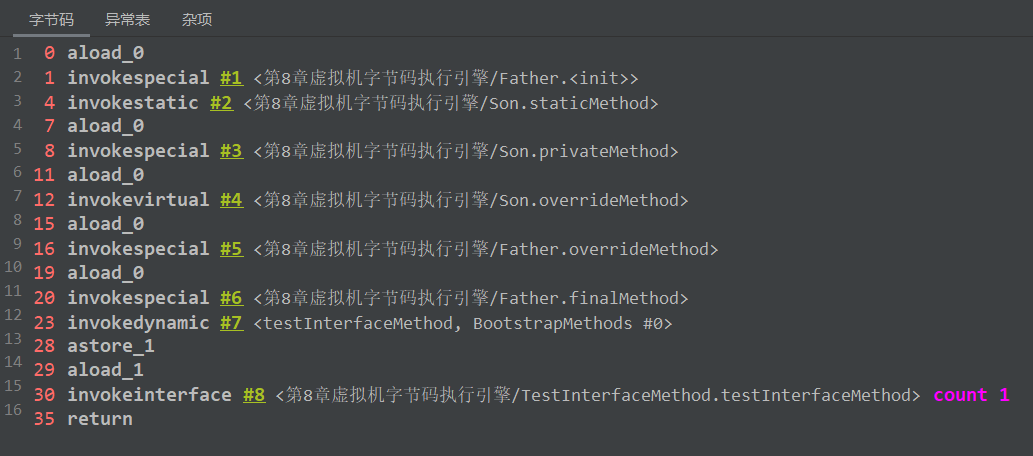 字节码 异常表 杂项
1 0 aload_0
2 1 invokespecial #1 <第8章虚拟机字节码执行引擎/Father.<init>>
3 4 invokestatic #2 <第8章虚拟机字节码执行引擎/Son.staticMethod>
4 7 aload_0
5 8 invokespecial #3 <第8章虚拟机字节码执行引擎/Son.privateMethod>
6 11 aload_0
7 12 invokevirtual #4 <第8章虚拟机字节码执行引擎/Son.overrideMethod>
8 15 aload_0
9 16 invokespecial #5 <第8章虚拟机字节码执行引擎/Father.overrideMethod>
10 19 aload_0
11 20 invokespecial #6 <第8章虚拟机字节码执行引擎/Father.finalMethod>
12 23 invokedynamic #7 <testInterfaceMethod, BootstrapMethods #0>
13 28 astore_1
14 29 aload_1
15 30 invokeinterface #8 <第8章虚拟机字节码执行引擎/TestInterfaceMethod.testInterfaceMethod> count 1
16 35 return